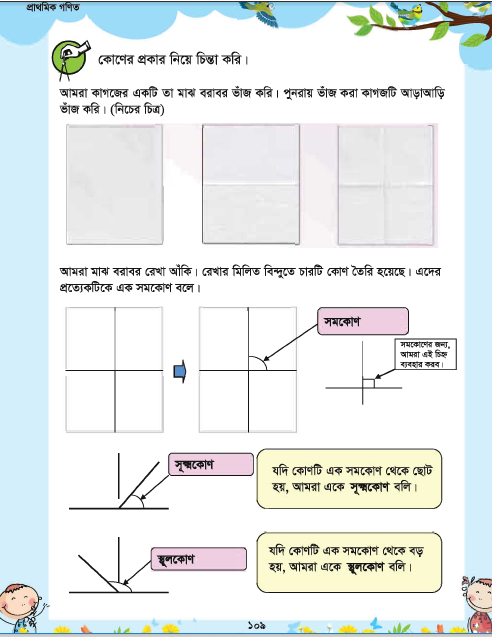 প্রাথমিক গণিত
কোণের প্রকার নিয়ে চিন্তা করি।
আমরা কাগজের একটি তা মাঝ বরাবর ভাঁজ করি। পুনরায় ভাঁজ করা কাগজটি আড়াআড়ি
ভাঁজ করি। (নিচের চিত্র)
আমরা মাঝ বরাবর রেখা আঁকি। রেখার মিলিত বিন্দুতে চারটি কোণ তৈরি হয়েছে। এদের
প্রত্যেকটিকে এক সমকোণ বলে।
সমকোণ
সমকোণের জন্য,
আমরা এই চিহ্ন
ব্যবহার করব।
সূক্ষ্মকোণ
যদি কোণটি এক সমকোণ থেকে ছোট
হয়, আমরা একে সূক্ষ্মকোণ বলি।
স্থূলকোণ
যদি কোণটি এক সমকোণ থেকে বড়
হয়, আমরা একে স্থূলকোণ বলি।
১০৯